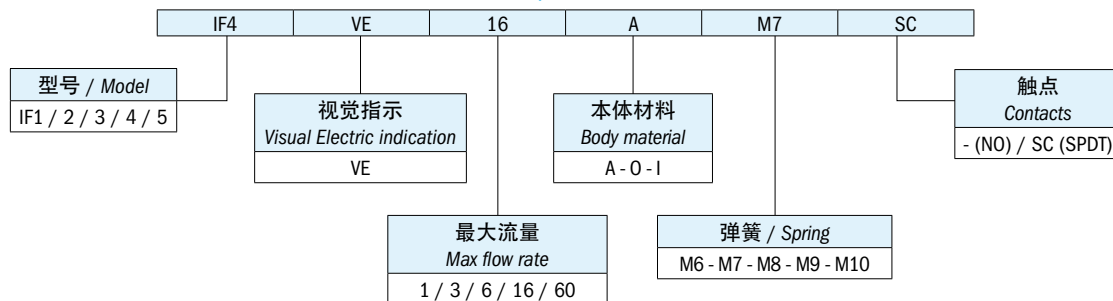 IF4 VE 16 A M7 SC
型号 / Model
IF1 / 2 / 3 / 4 / 5
视觉指示
Visual Electric indication
VE
本体材料
Body material
A - O - I
触点
Contacts
- (NO) / SC (SPDT)
最大流量
Max flow rate
1 / 3 / 6 / 16 / 60
弹簧 / Spring
M6 - M7 - M8 - M9 - M10